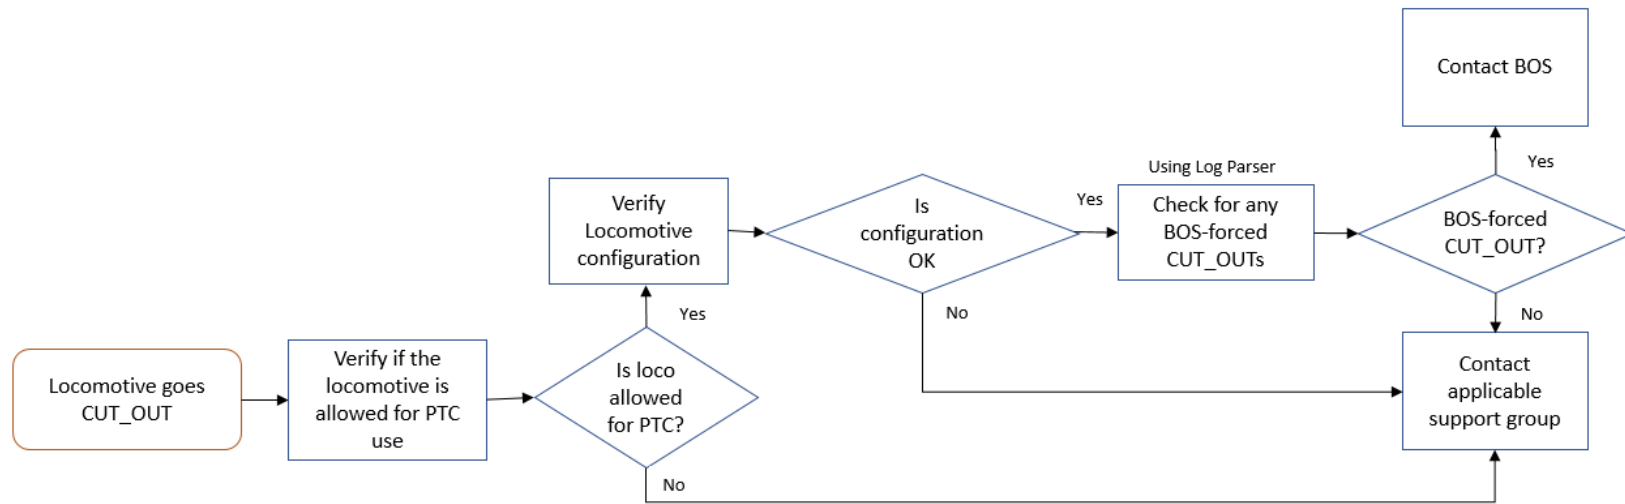 Locomotive goes
CUT_OUT
Verify if the
locomotive is
allowed for PTC
use
Is loco
allowed
for PTC?
Yes
No
Verify
Locomotive
configuration
Is
configuration
OK
Yes
No
Using Log Parser
Check for any
BOS-forced
CUT_OUTs
BOS-forced
CUT_OUT?
Yes
No
Contact BOS
Contact
applicable
support group